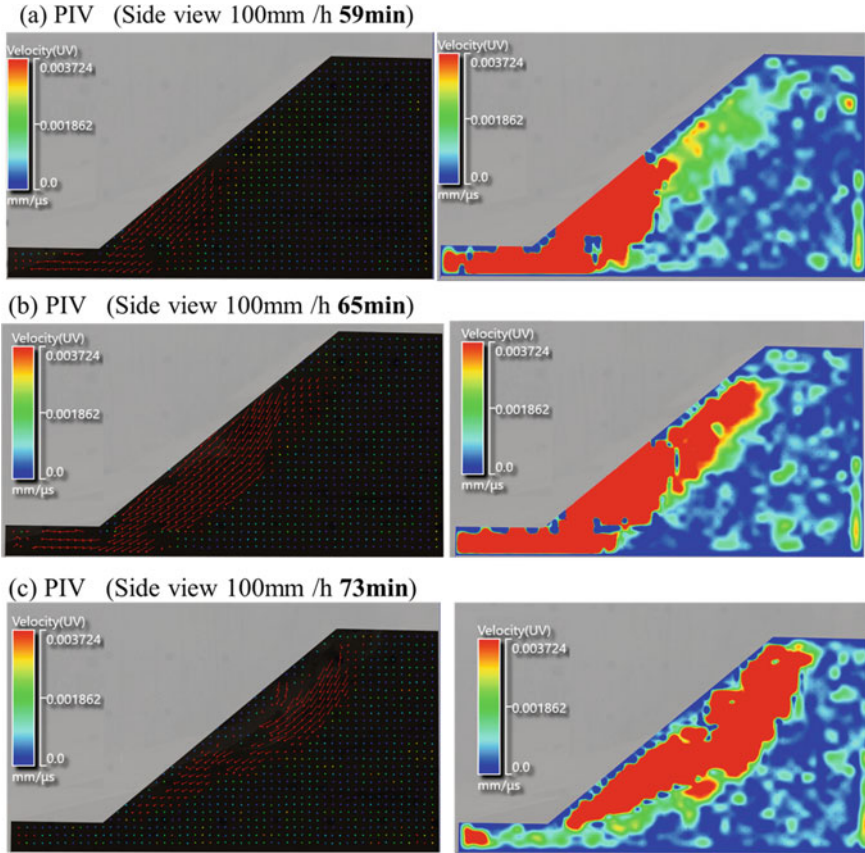 (a) PIV (Side view 100mm /h 59min)
Velocity(UV)
0.003724
0.001862
0.0
mm/μs
Velocity(UV)
0.003724
0.001862
0.0
mm/μs
(b) PIV (Side view 100mm /h 65min)
Velocity(UV)
0.003724
0.001862
0.0
mm/μs
Velocity(UV)
0.003724
0.001862
0.0
mm/μs
(c) PIV (Side view 100mm /h 73min)
Velocity(UV)
0.003724
0.001862
0.0
mm/μs
Velocity(UV)
0.003724
0.001862
0.0
mm/μs